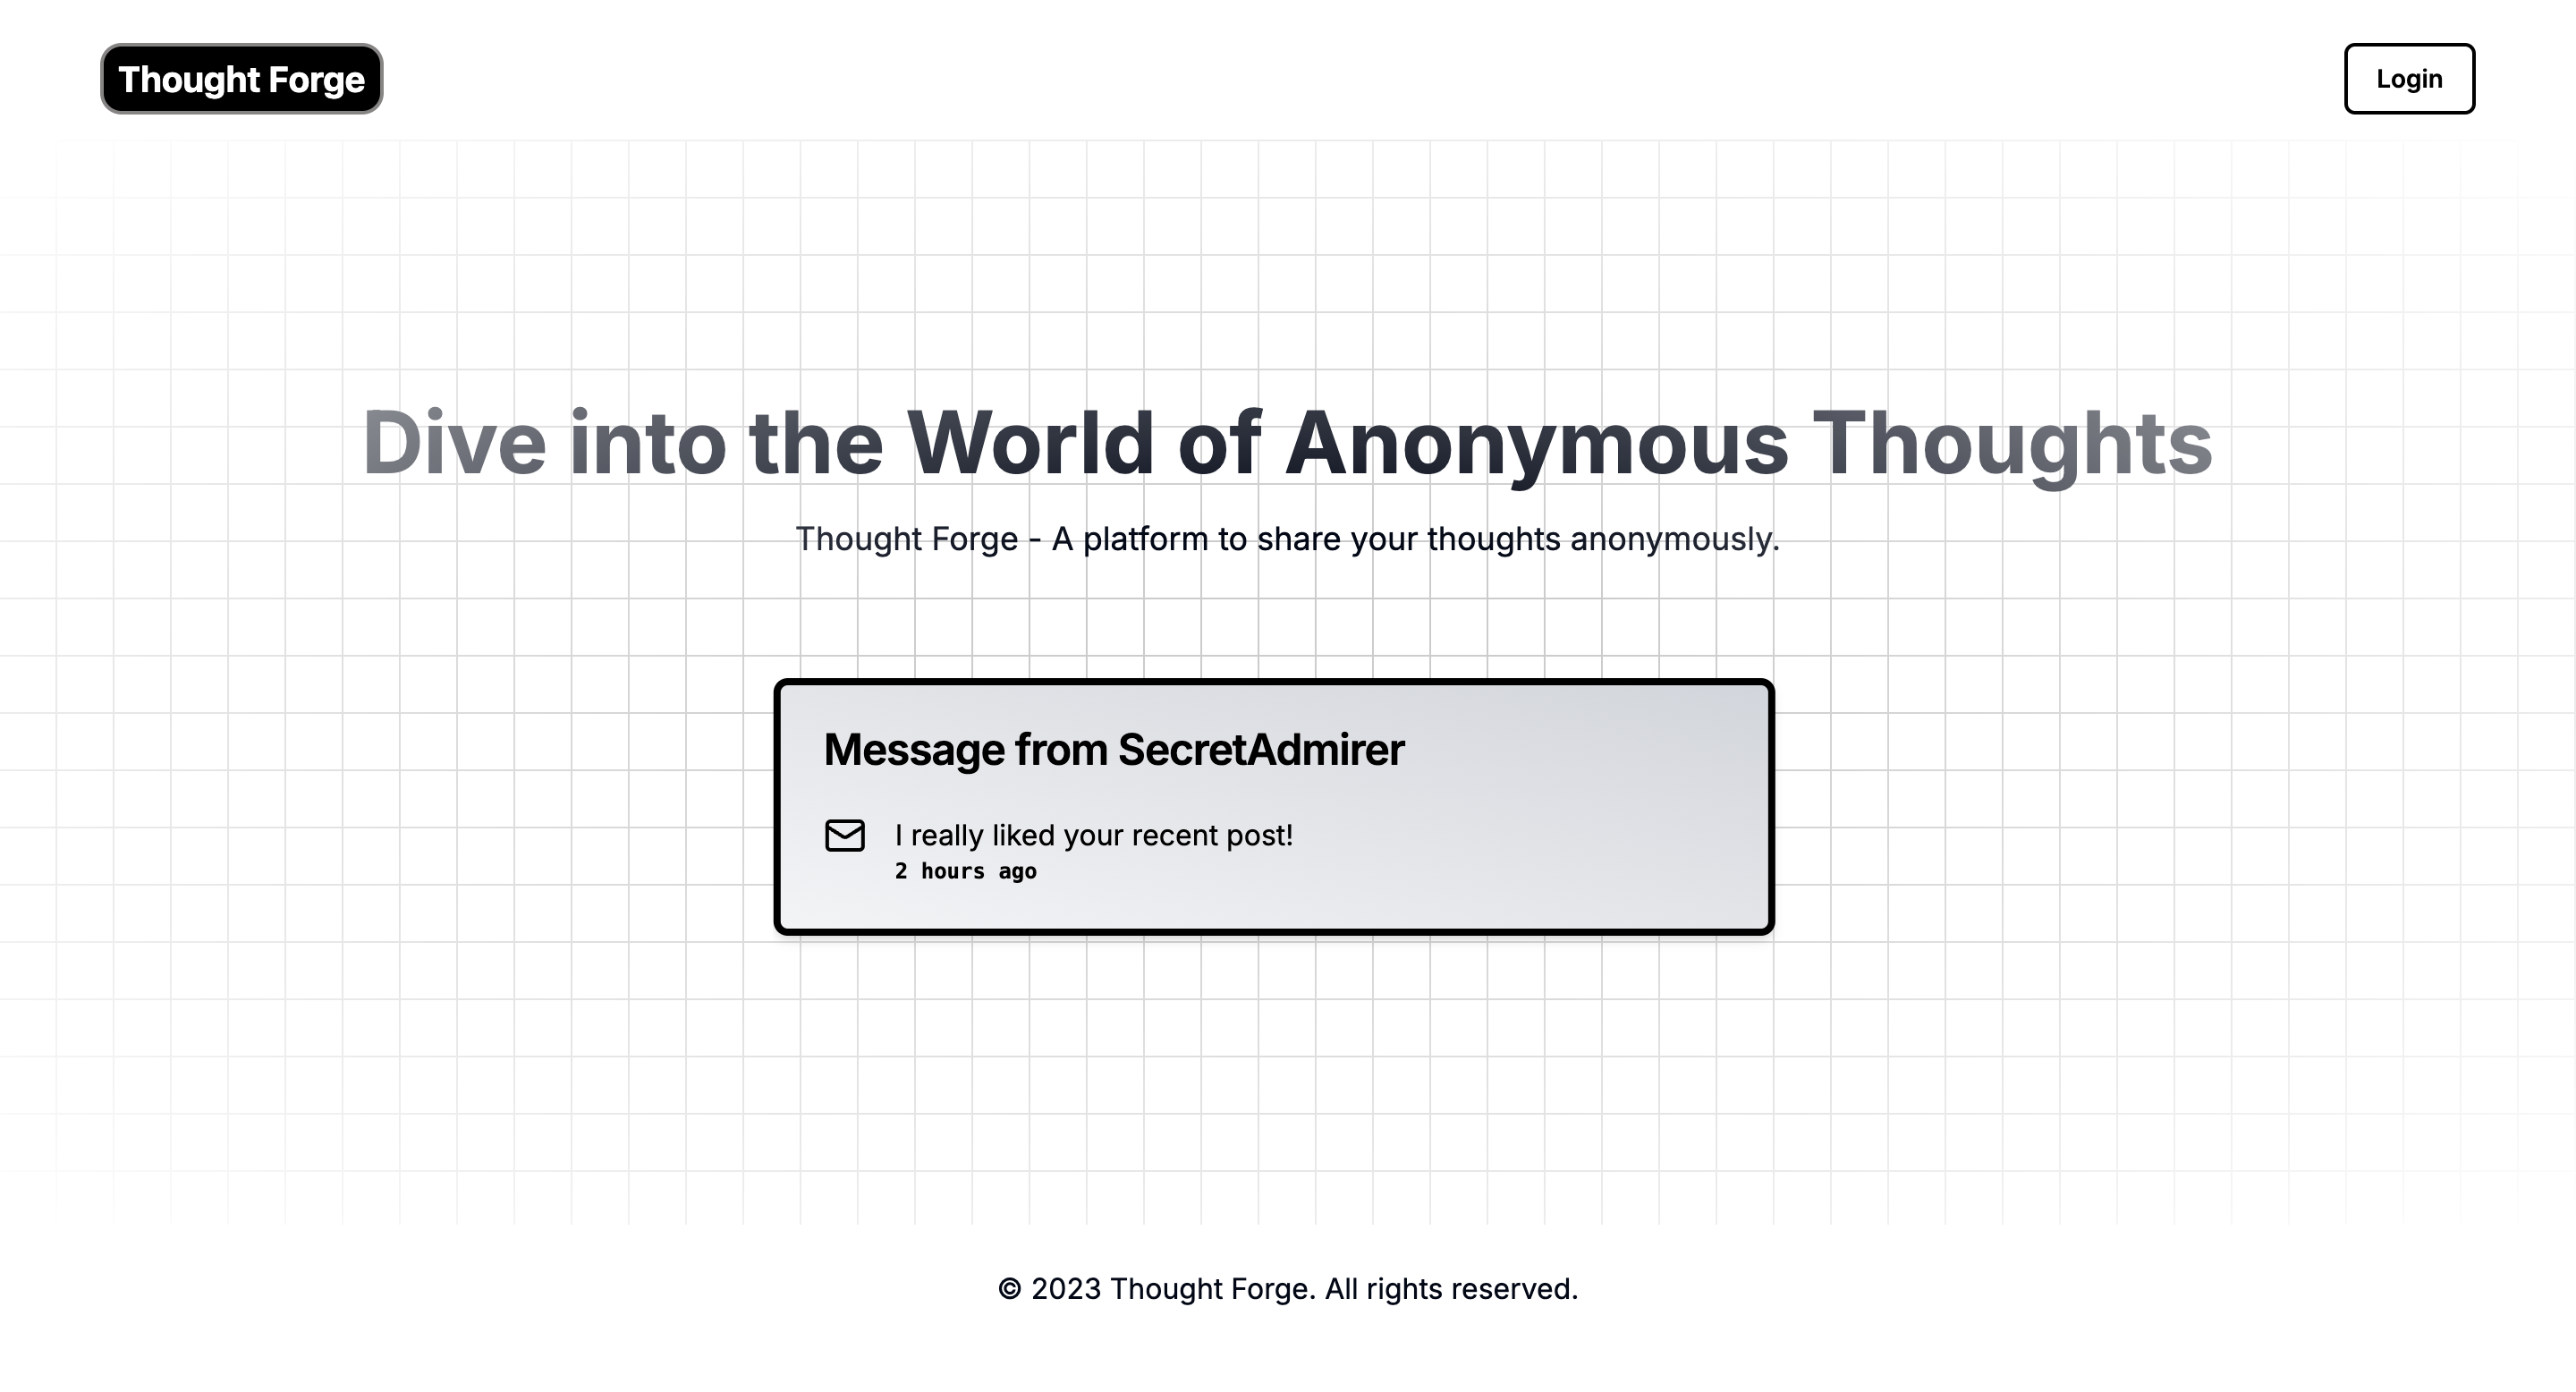 Thought Forge
Login
Dive into the World of Anonymous Thoughts
Thought Forge - A platform to share your thoughts anonymously.
Message from SecretAdmirer
I really liked your recent post!
2 hours ago
© 2023 Thought Forge. All rights reserved.